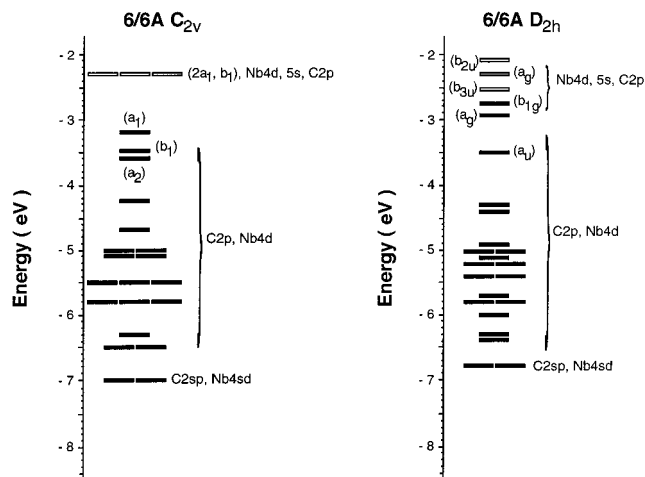 6/6A C2v
Energy ( eV )
- 2
- 3
- 4
- 5
- 6
- 7
- 8
(2a1, b1), Nb4d, 5s, C2p
(a1)
(b1)
(a2)
C2p, Nb4d
C2sp, Nb4sd
6/6A D2h
Energy ( eV )
- 2
- 3
- 4
- 5
- 6
- 7
- 8
(b2u)
(ag)
(b3u)
(b1g)
(ag)
Nb4d, 5s, C2p
(au)
C2p, Nb4d
C2sp, Nb4sd